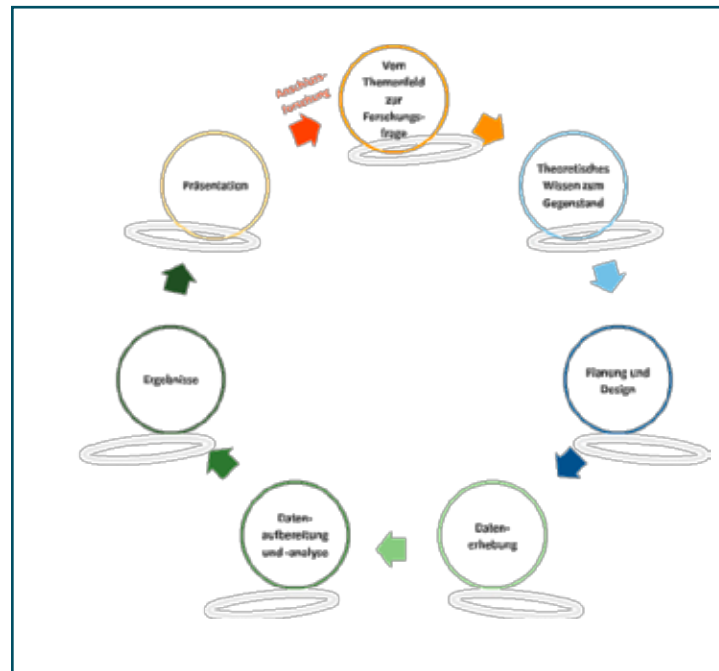 Anschluss-
forschung
Vom
Themenfeld
zur
Forschungs-
frage
Theoretisches
Wissen zum
Gegenstand
Planung und
Design
Daten-
erhebung
Daten-
aufbereitung
und -analyse
Ergebnisse
Präsentation